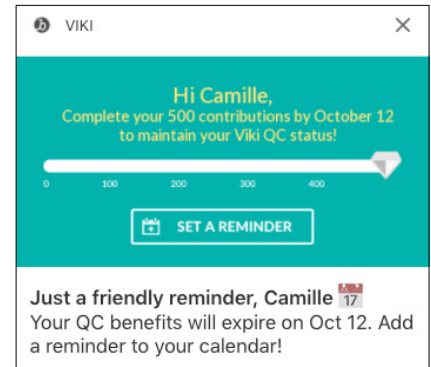 VIKI
Hi Camille,
Complete your 500 contributions by October 12
to maintain your Viki QC status!
0 100 200 300 400
SET A REMINDER
Just a friendly reminder, Camille 17
Your QC benefits will expire on Oct 12. Add
a reminder to your calendar!